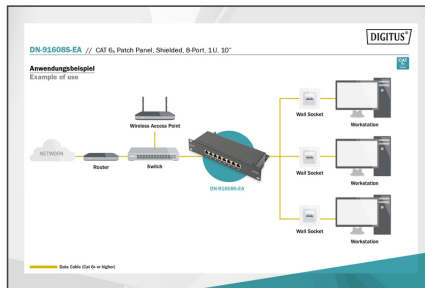 DIGITUS®
DN-91608S-EA // CAT 6A Patch Panel, Shielded, 8-Port, 1U, 10"
CAT
Anwendungsbeispiel
Example of use
Wireless Access Point
NETWORK
Router
Switch
DN-91608S-EA
Wall Socket
Workstation
Wall Socket
Workstation
Wall Socket
Workstation
Data Cable (Cat 6A or higher)